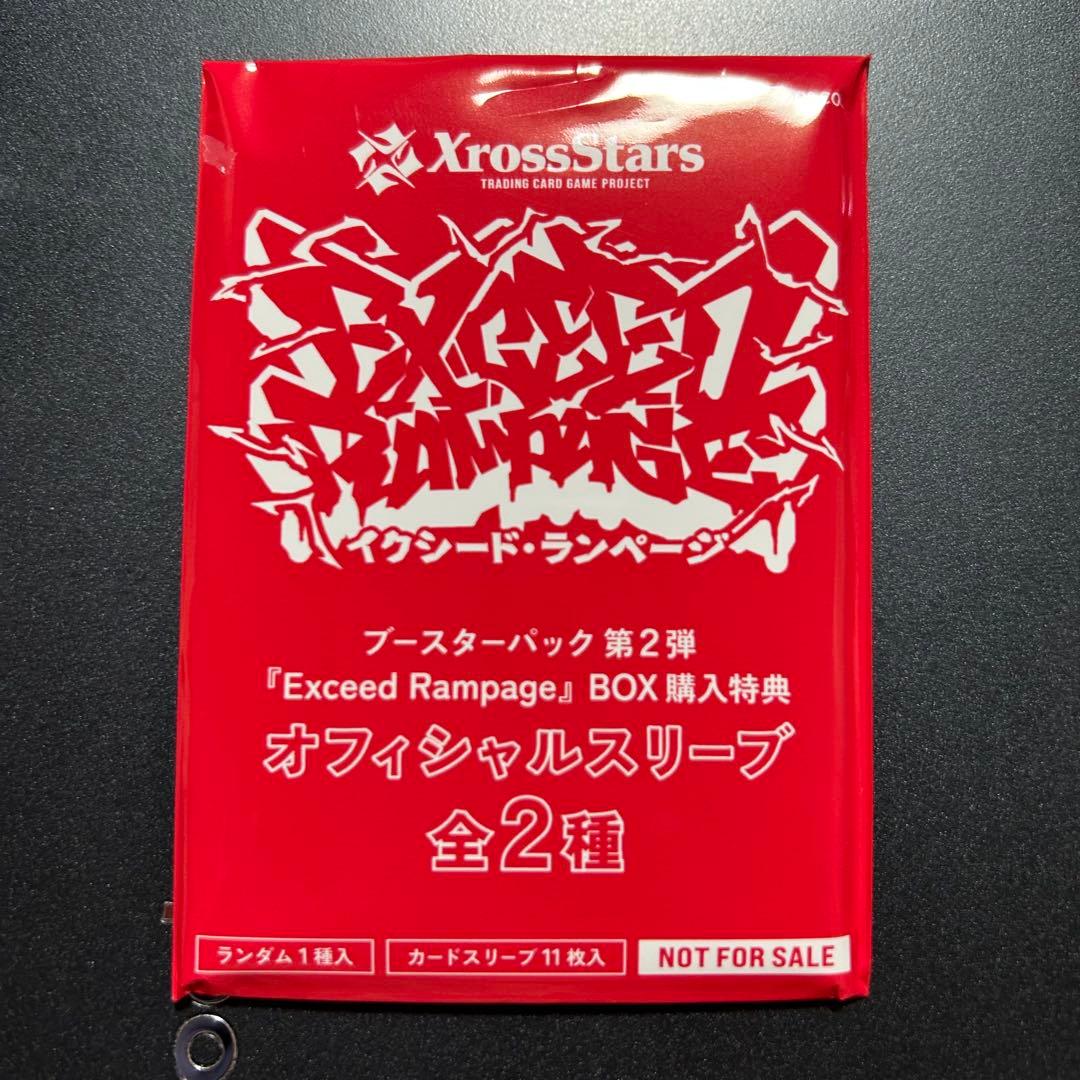 XrossStars
TRADING CARD GAME PROJECT
EXCEED
RAMPAGE
イクシード・ランページ
ブースターパック 第2弾
『Exceed Rampage』 BOX 購入特典
オフィシャルスリーブ
全2種
ランダム1種入
カードスリーブ11枚入
NOT FOR SALE